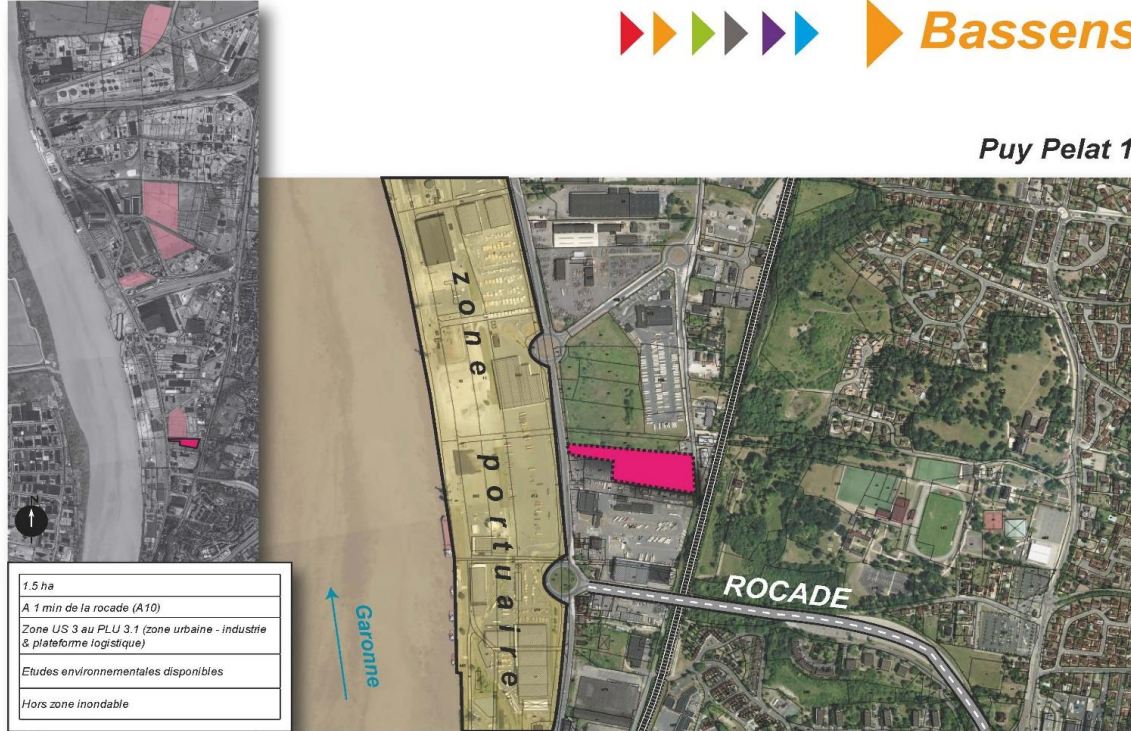 Bassens
Puy Pelat 1
zone portuaire
ROCADE
Garonne
N
1.5 ha
A 1 min de la rocade (A10)
Zone US 3 au PLU 3.1 (zone urbaine - industrie
& plateforme logistique)
Etudes environnementales disponibles
Hors zone inondable